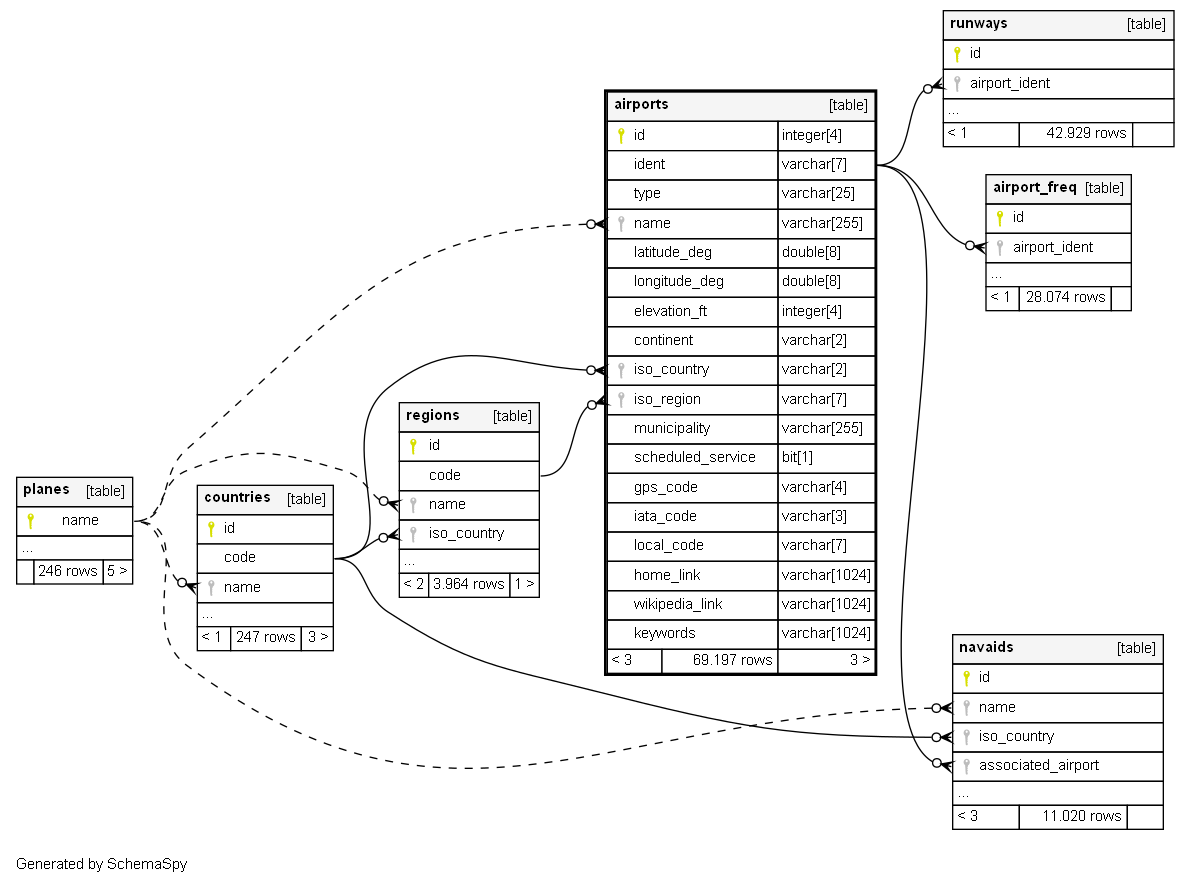 runways [table]
id
airport_ident
...
< 1 42.929 rows
airports [table]
id integer[4]
ident varchar[7]
type varchar[25]
name varchar[255]
latitude_deg double[8]
longitude_deg double[8]
elevation_ft integer[4]
continent varchar[2]
iso_country varchar[2]
iso_region varchar[7]
municipality varchar[255]
scheduled_service bit[1]
gps_code varchar[4]
iata_code varchar[3]
local_code varchar[7]
home_link varchar[1024]
wikipedia_link varchar[1024]
keywords varchar[1024]
< 3 69.197 rows 3 >
airport_freq [table]
id
airport_ident
...
< 1 28.074 rows
regions [table]
id
code
name
iso_country
...
< 2 3.964 rows 1 >
planes [table]
name
...
246 rows 5 >
countries [table]
id
code
name
...
< 1 247 rows 3 >
navaids [table]
id
name
iso_country
associated_airport
...
< 3 11.020 rows
Generated by SchemaSpy